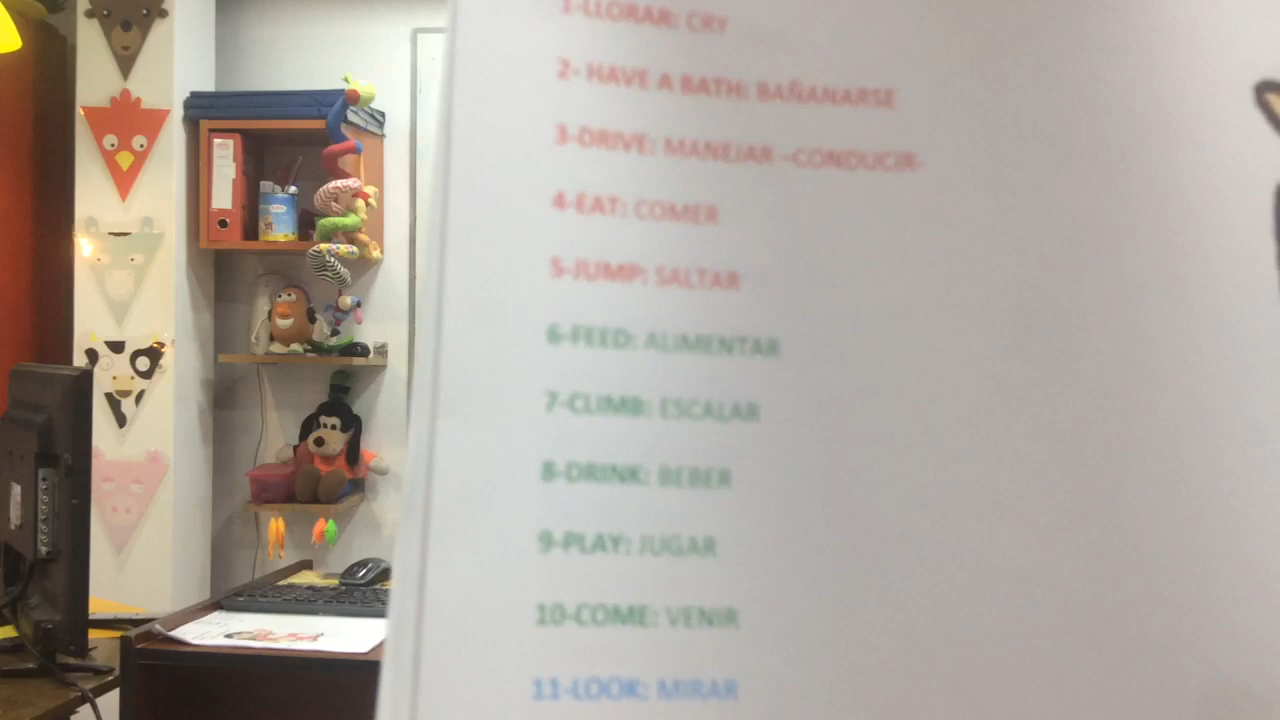 1-LLORAR: CRY
2- HAVE A BATH: BAÑANARSE
3-DRIVE: MANEJAR –CONDUCIR-
4-EAT: COMER
5-JUMP: SALTAR
6-FEED: ALIMENTAR
7-CLIMB: ESCALAR
8-DRINK: BEBER
9-PLAY: JUGAR
10-COME: VENIR
11-LOOK: MIRAR